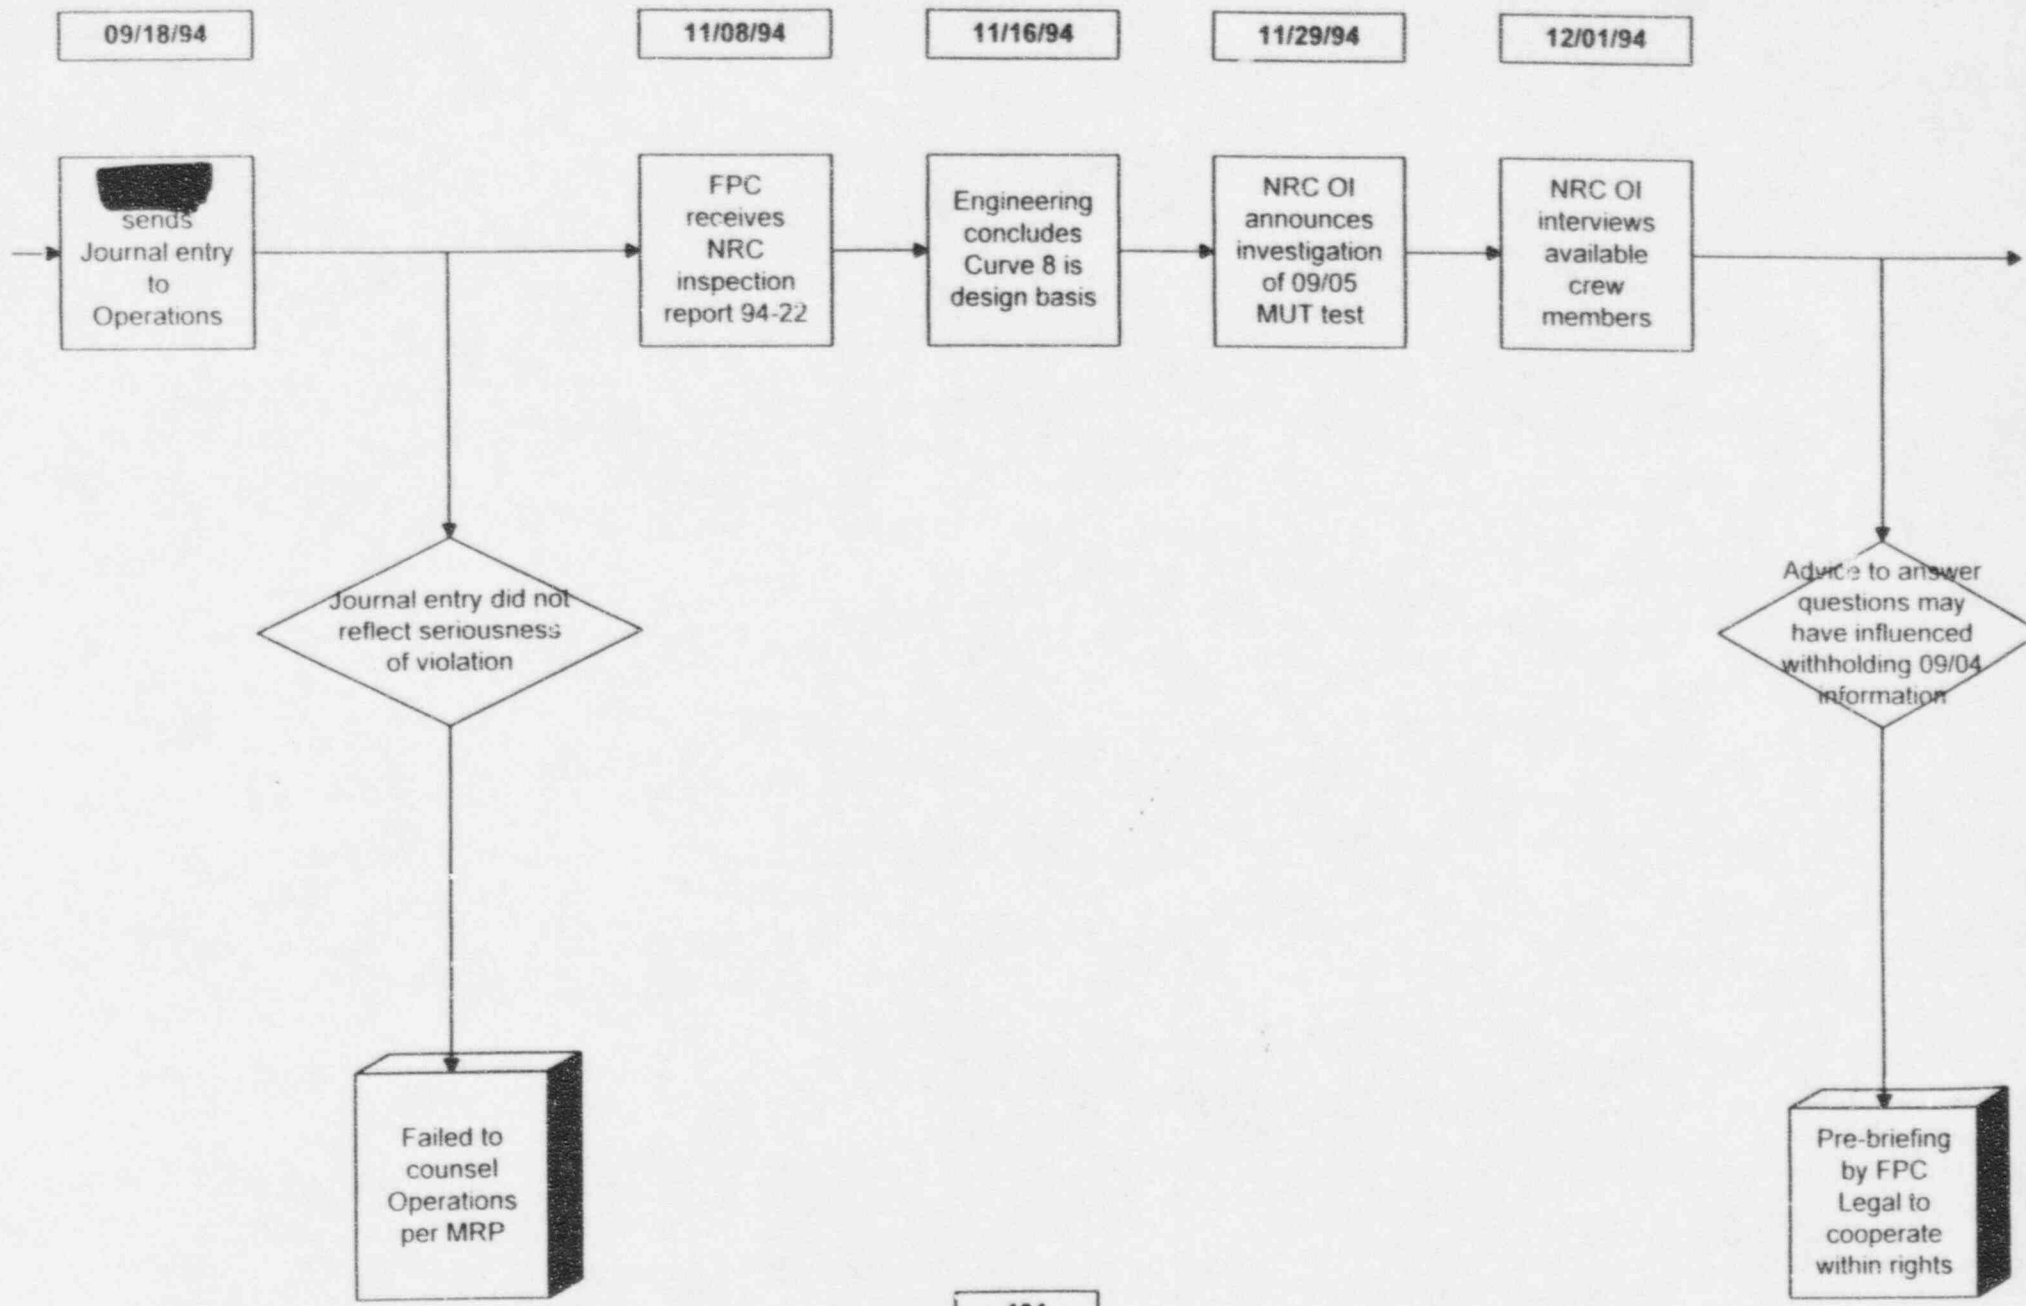 09/18/94
11/08/94
11/16/94
11/29/94
12/01/94
sends
Journal entry
to
Operations
FPC
receives
NRC
inspection
report 94-22
Engineering
concludes
Curve 8 is
design basis
NRC OI
announces
investigation
of 09/05
MUT test
NRC OI
interviews
available
crew
members
Journal entry did not
reflect seriousness
of violation
Advice to answer
questions may
have influenced
withholding 09/04
information
Failed to
counsel
Operations
per MRP
Pre-briefing
by FPC
Legal to
cooperate
within rights